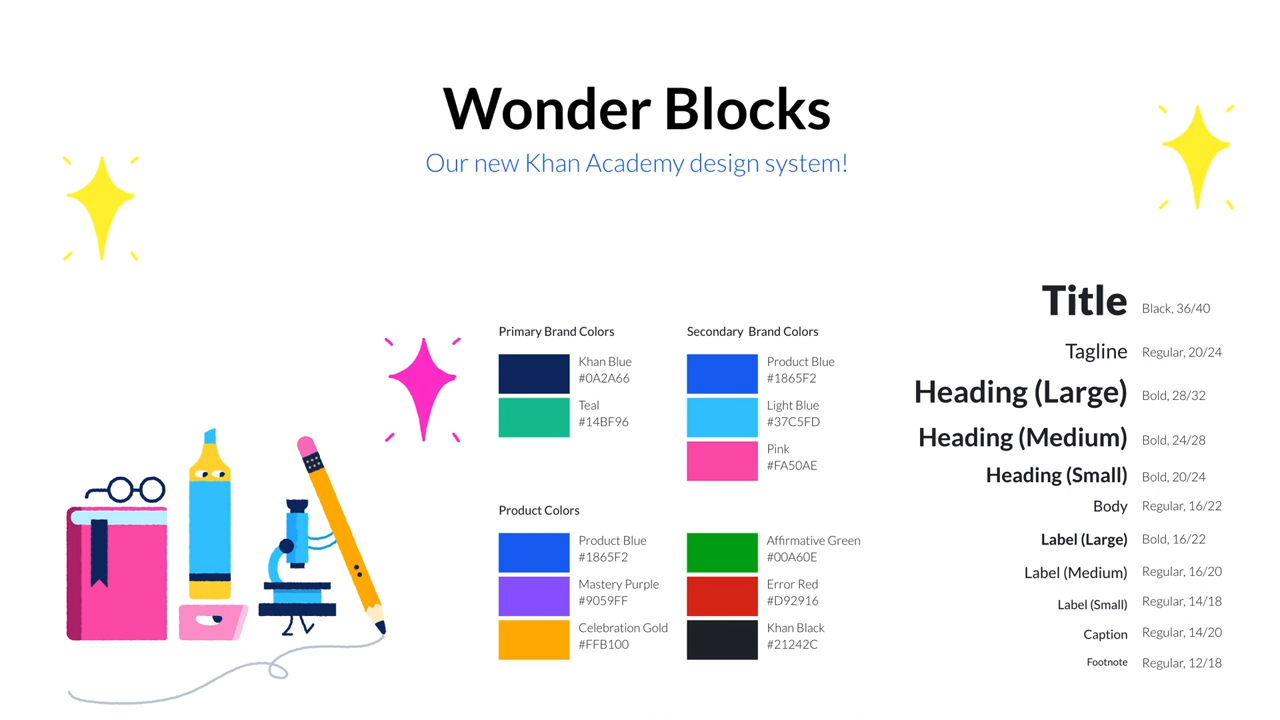 Wonder Blocks
Our new Khan Academy design system!
Primary Brand Colors
Khan Blue
#0A2A66
Teal
#14BF96
Secondary Brand Colors
Product Blue
#1865F2
Light Blue
#37C5FD
Pink
#FA50AE
Product Colors
Product Blue
#1865F2
Mastery Purple
#9059FF
Celebration Gold
#FFB100
Affirmative Green
#00A60E
Error Red
#D92916
Khan Black
#21242C
Title Black, 36/40
Tagline Regular, 20/24
Heading (Large) Bold, 28/32
Heading (Medium) Bold, 24/28
Heading (Small) Bold, 20/24
Body Regular, 16/22
Label (Large) Bold, 16/22
Label (Medium) Regular, 16/20
Label (Small) Regular, 14/18
Caption Regular, 14/20
Footnote Regular, 12/18